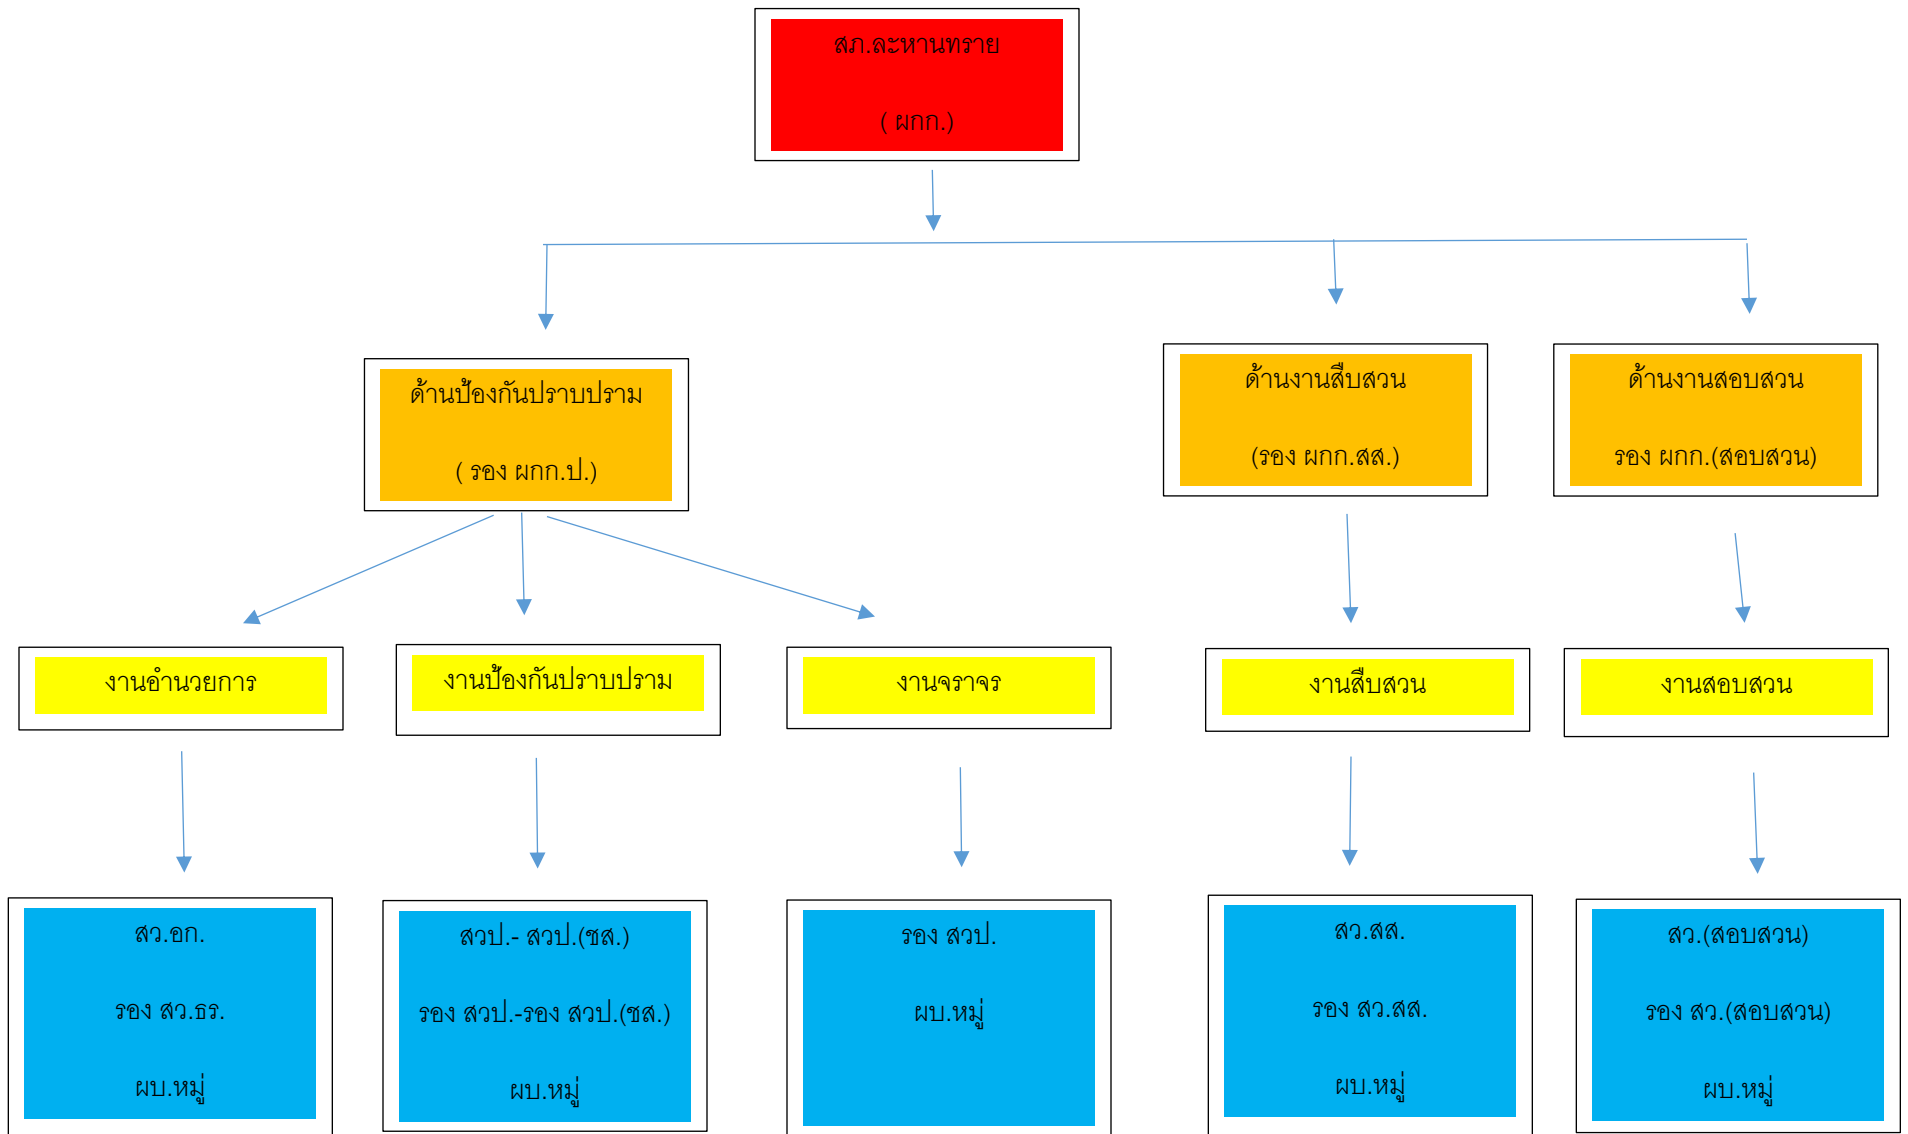 สภ.ละหานทราย
( ผกก.)
ด้านป้องกันปราบปราม
( รอง ผกก.ป.)
ด้านงานสืบสวน
(รอง ผกก.สส.)
ด้านงานสอบสวน
รอง ผกก.(สอบสวน)
งานอำนวยการ
งานป้องกันปราบปราม
งานจราจร
งานสืบสวน
งานสอบสวน
สว.อก.
รอง สว.ธร.
ผบ.หมู่
สวป.- สวป.(ชส.)
รอง สวป.-รอง สวป.(ชส.)
ผบ.หมู่
รอง สวป.
ผบ.หมู่
สว.สส.
รอง สว.สส.
ผบ.หมู่
สว.(สอบสวน)
รอง สว.(สอบสวน)
ผบ.หมู่